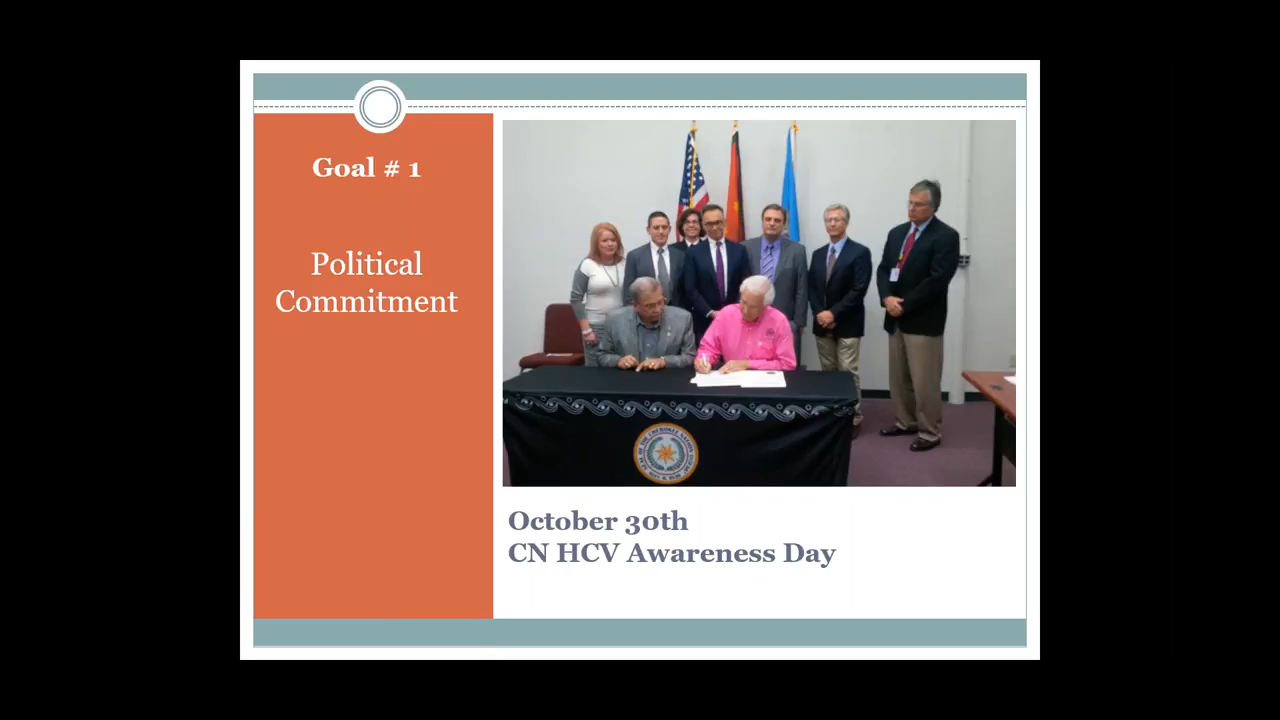 Goal # 1
Political
Commitment
October 30th
CN HCV Awareness Day